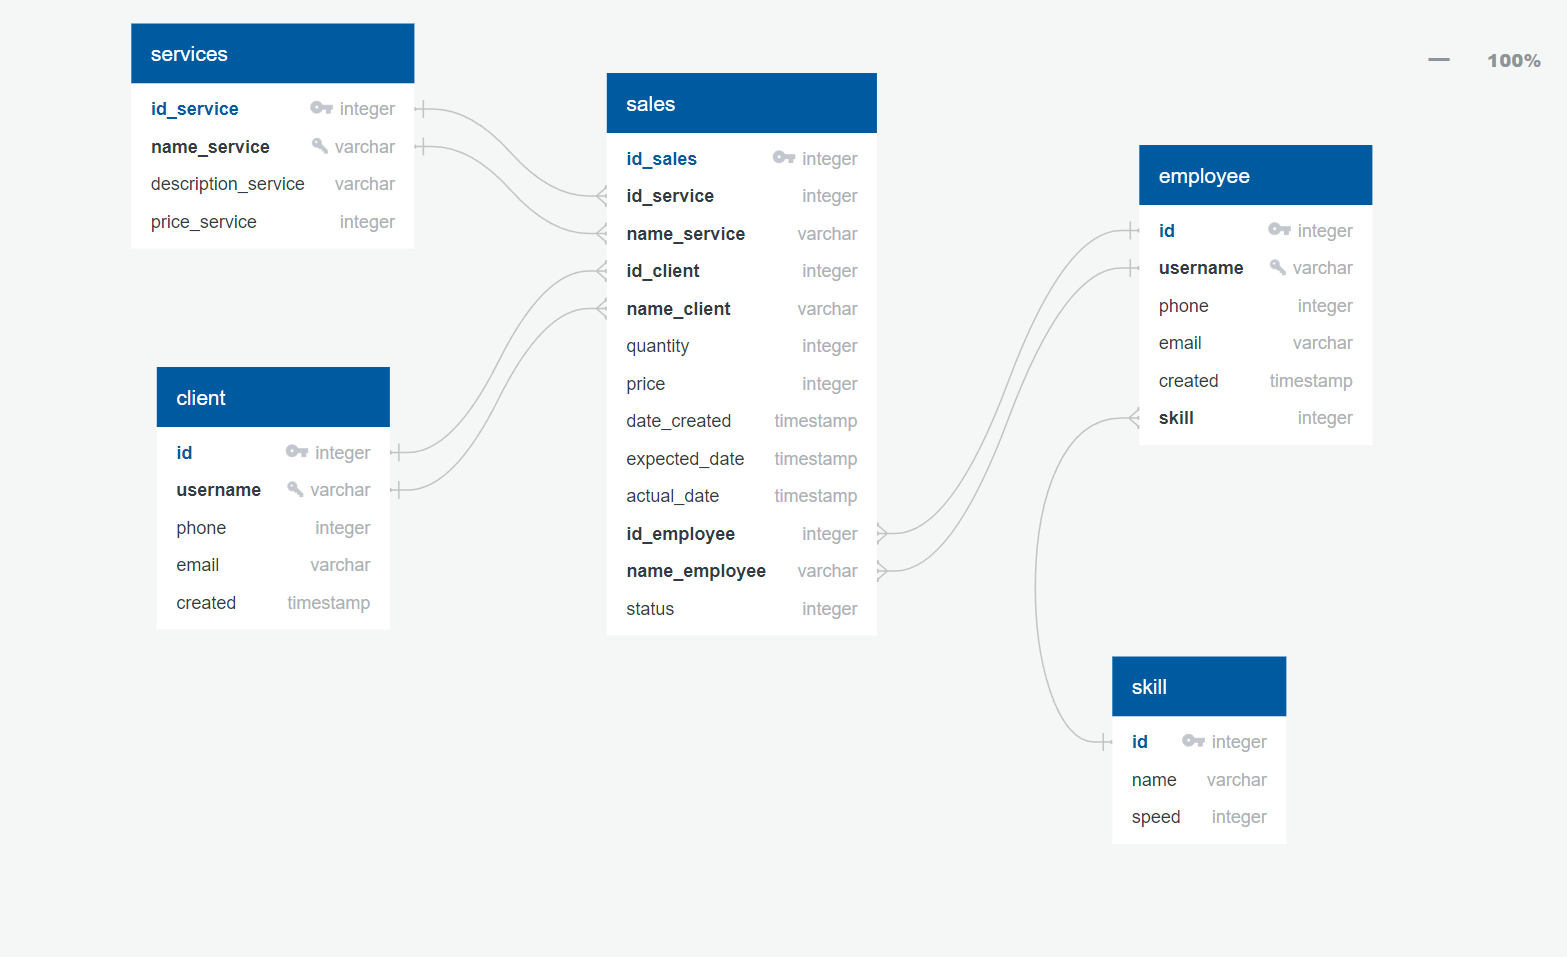 services
id_service integer
name_service varchar
description_service varchar
price_service integer
client
id integer
username varchar
phone integer
email varchar
created timestamp
sales
id_sales integer
id_service integer
name_service varchar
id_client integer
name_client varchar
quantity integer
price integer
date_created timestamp
expected_date timestamp
actual_date timestamp
id_employee integer
name_employee varchar
status integer
100%
employee
id integer
username varchar
phone integer
email varchar
created timestamp
skill integer
skill
id integer
name varchar
speed integer